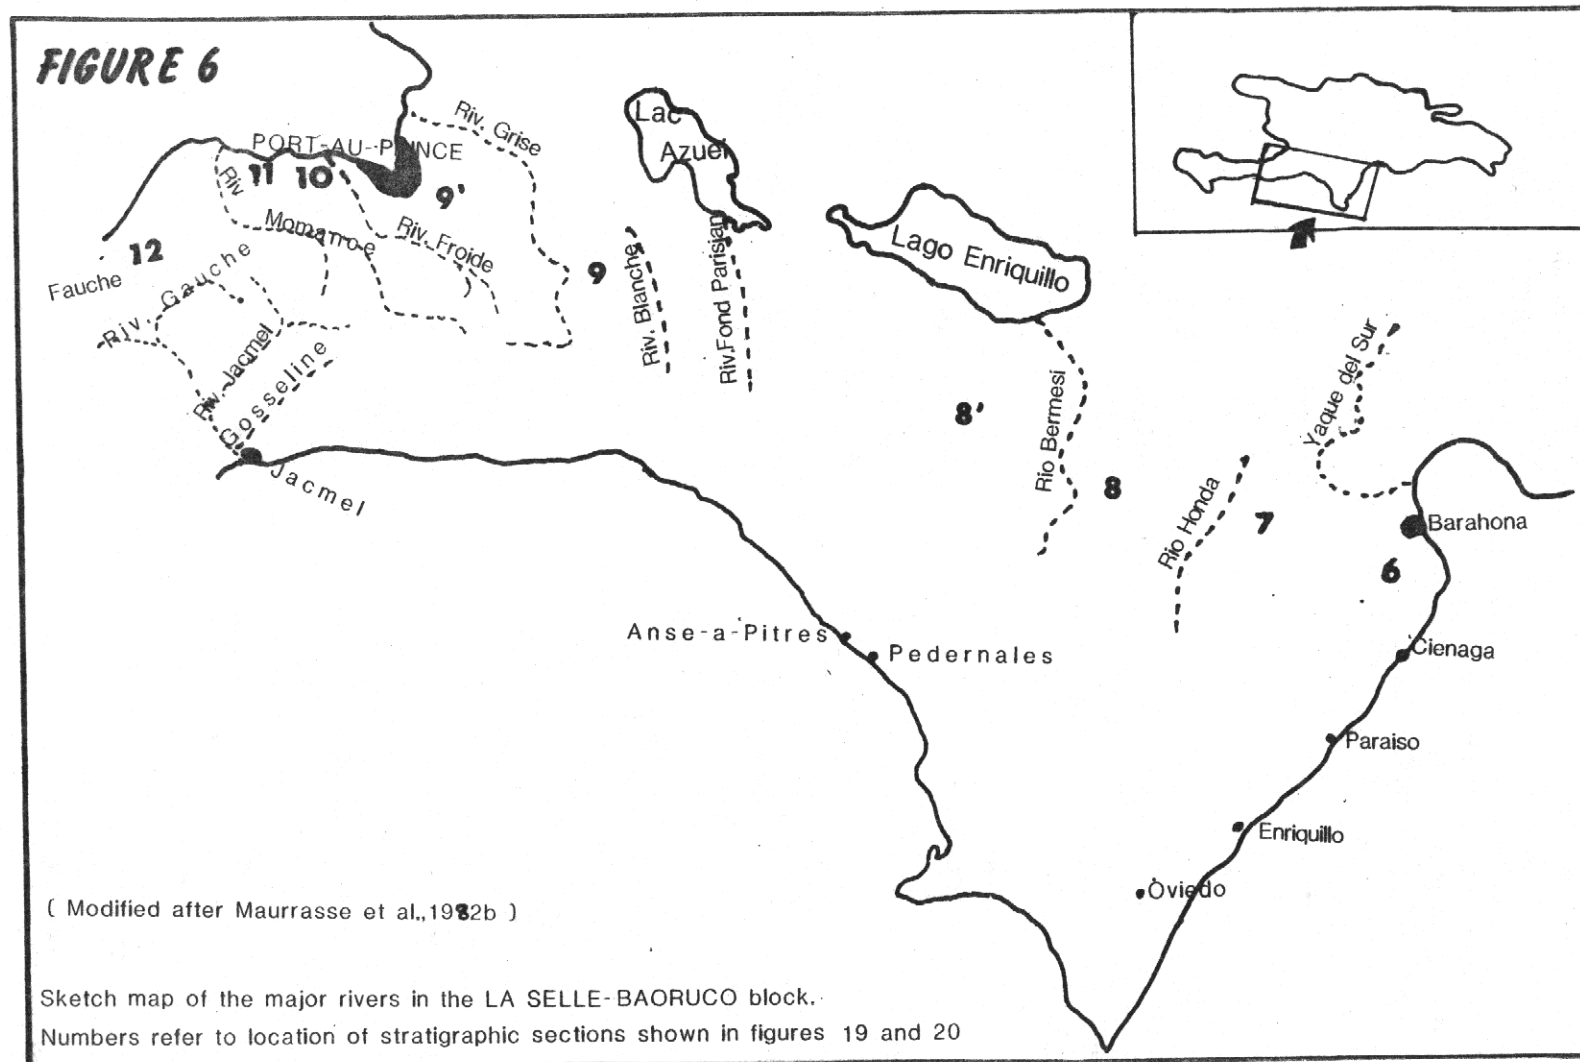 FIGURE 6
PORT-AU-PRINCE
Riv. Grise
Lac
Azuei
11
10
9'
Riv
Momance
Riv. Froide
12
Fauche
Riv. Gauche
Riv. Jacmel
Gosseline
Jacmel
9
Riv. Blanche
Riv. Fond Parisian
Lago Enriquillo
8'
Rio Bermesi
8
Rio Honda
7
Yaque del Sur
Barahona
6
Cienaga
Anse-a-Pitres
Pedernales
Paraiso
Enriquillo
Oviedo
( Modified after Maurrasse et al.,1982b )
Sketch map of the major rivers in the LA SELLE-BAORUCO block.
Numbers refer to location of stratigraphic sections shown in figures 19 and 20